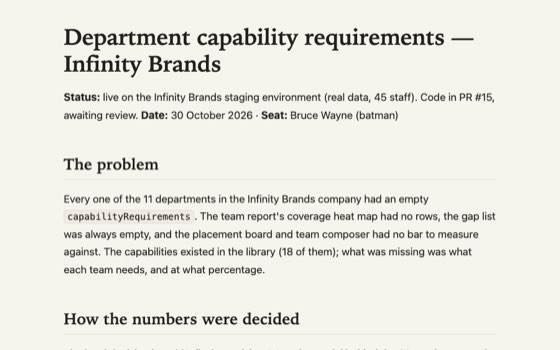 Department capability requirements —
Infinity Brands
Status: live on the Infinity Brands staging environment (real data, 45 staff). Code in PR #15,
awaiting review. Date: 30 October 2026 · Seat: Bruce Wayne (batman)
The problem
Every one of the 11 departments in the Infinity Brands company had an empty
capabilityRequirements . The team report's coverage heat map had no rows, the gap list
was always empty, and the placement board and team composer had no bar to measure
against. The capabilities existed in the library (18 of them); what was missing was what
each team needs, and at what percentage.
How the numbers were decided